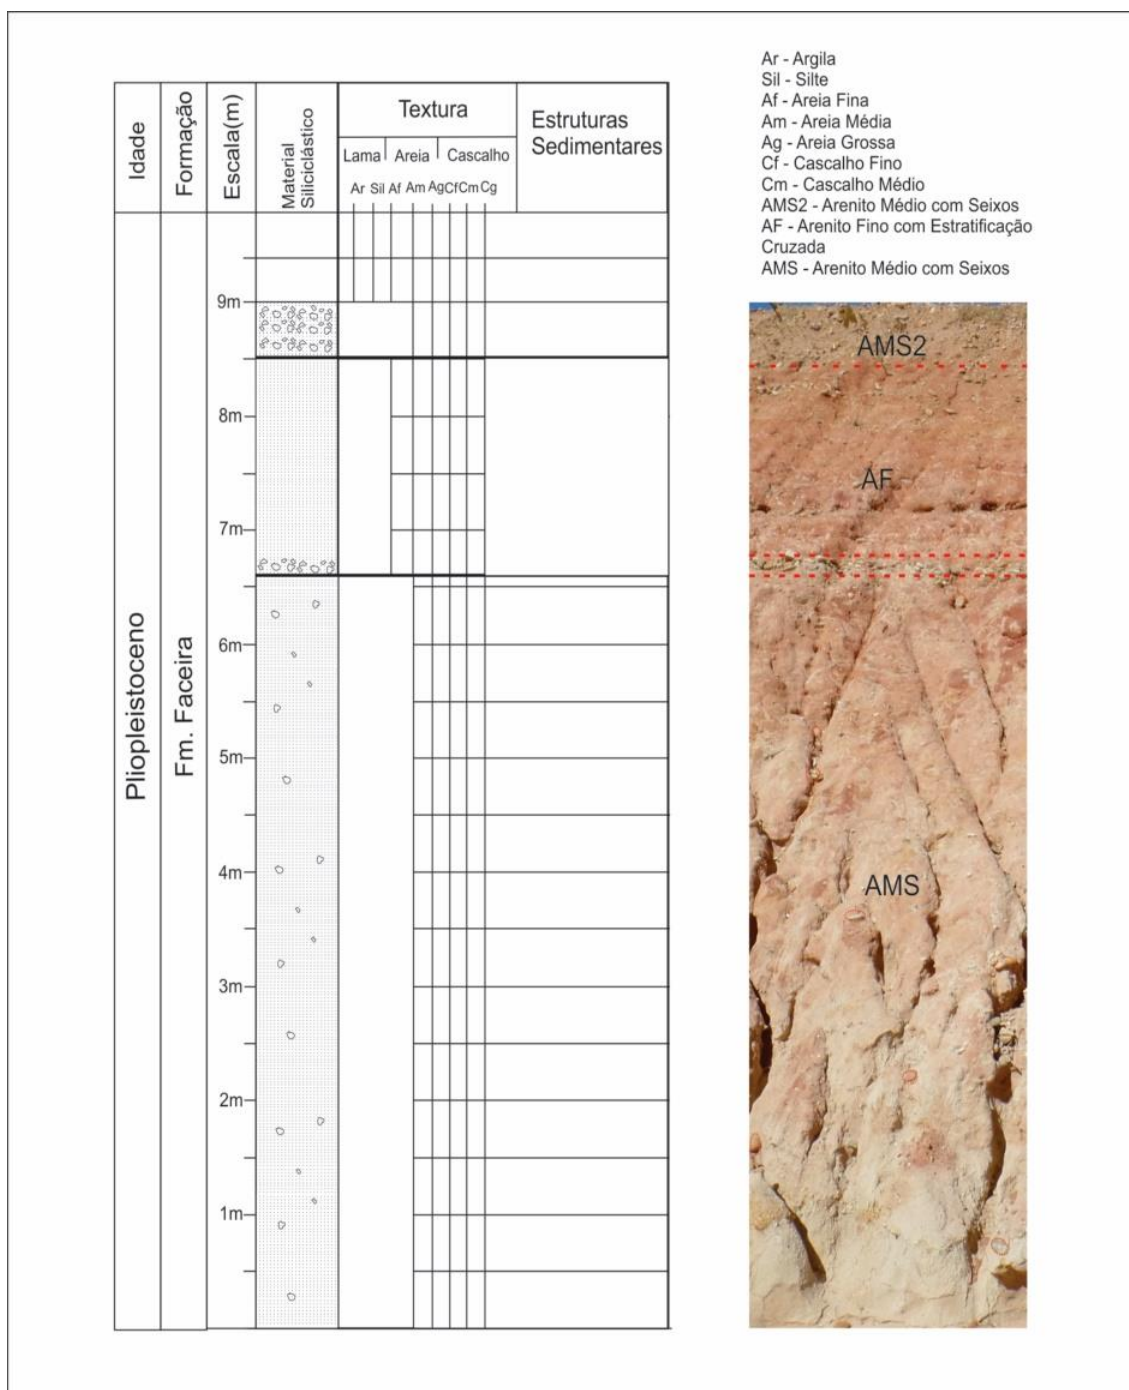 Idade
Formação
Escala(m)
Material
Siliciclástico
Textura
Lama
Areia
Cascalho
Ar
Sil
Af
Am
Ag
Cf
Cm
Cg
Estruturas
Sedimentares
Pliopleistoceno
Fm. Faceira
9m
8m
7m
6m
5m
4m
3m
2m
1m
Ar - Argila
Sil - Silte
Af - Areia Fina
Am - Areia Média
Ag - Areia Grossa
Cf - Cascalho Fino
Cm - Cascalho Médio
AMS2 - Arenito Médio com Seixos
AF - Arenito Fino com Estratificação
Cruzada
AMS - Arenito Médio com Seixos
AMS2
AF
AMS